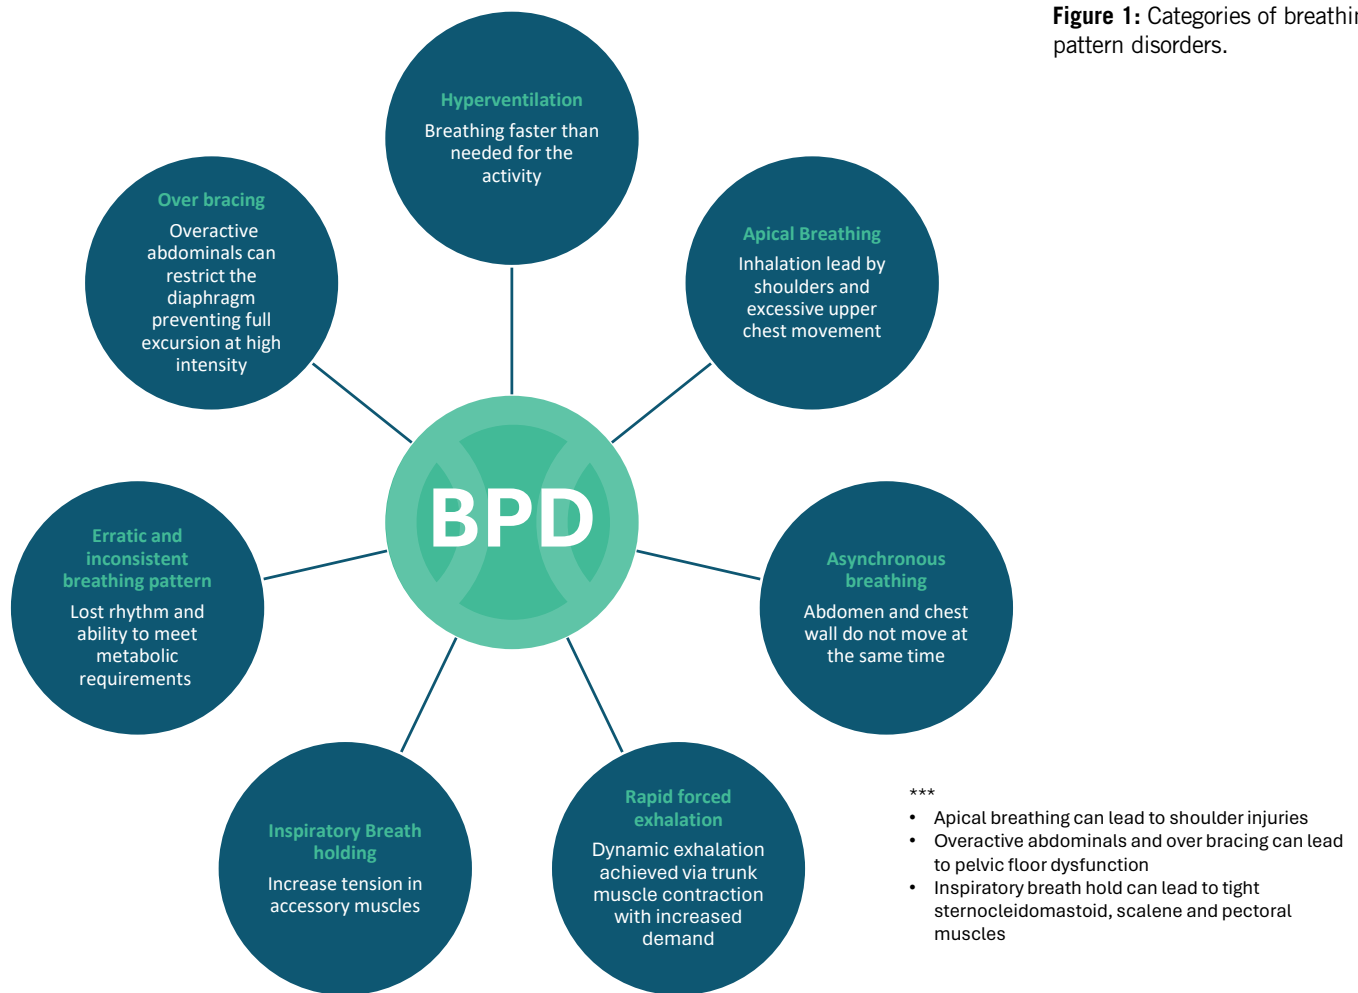 Figure 1: Categories of breathin
pattern disorders.
Hyperventilation
Breathing faster than
needed for the
activity
Over bracing
Overactive
abdominals can
restrict the
diaphragm
preventing full
excursion at high
intensity
Apical Breathing
Inhalation lead by
shoulders and
excessive upper
chest movement
BPD
Erratic and
inconsistent
breathing pattern
Lost rhythm and
ability to meet
metabolic
requirements
Asynchronous
breathing
Abdomen and chest
wall do not move at
the same time
Inspiratory Breath
holding
Increase tension in
accessory muscles
Rapid forced
exhalation
Dynamic exhalation
achieved via trunk
muscle contraction
with increased
demand
***
• Apical breathing can lead to shoulder injuries
• Overactive abdominals and over bracing can lead
to pelvic floor dysfunction
• Inspiratory breath hold can lead to tight
sternocleidomastoid, scalene and pectoral
muscles